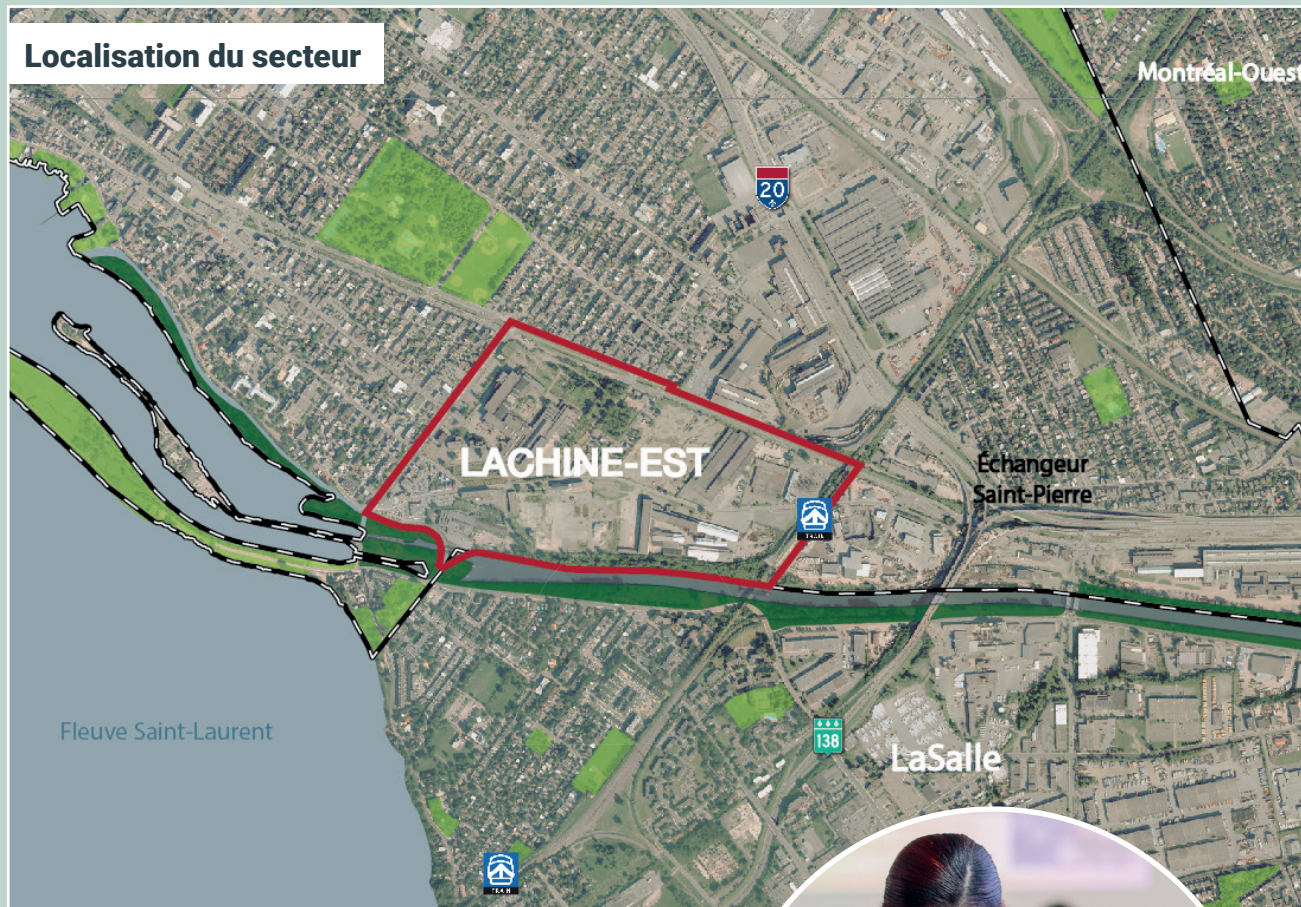 Localisation du secteur
Montréal-Ouest
20
LACHINE-EST
Échangeur
Saint-Pierre
TRAIN
Fleuve Saint-Laurent
138
LaSalle
TRAIN